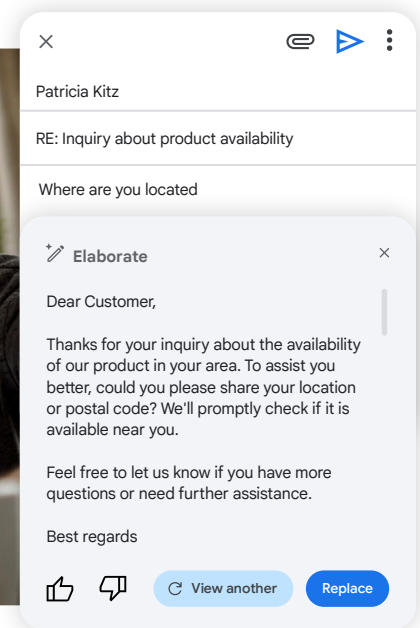 Patricia Kitz
RE: Inquiry about product availability
Where are you located
Elaborate
Dear Customer,
Thanks for your inquiry about the availability
of our product in your area. To assist you
better, could you please share your location
or postal code? We'll promptly check if it is
available near you.
Feel free to let us know if you have more
questions or need further assistance.
Best regards
View another
Replace